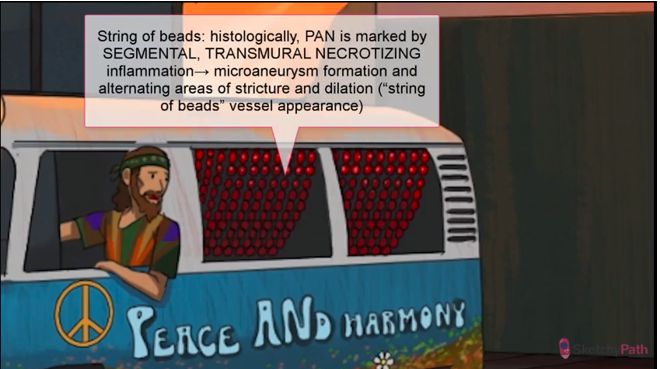 String of beads: histologically, PAN is marked by
SEGMENTAL, TRANSMURAL NECROTIZING
inflammation→ microaneurysm formation and
alternating areas of stricture and dilation (“string
of beads” vessel appearance)
PEACE AND HARMONY
SketchyPath